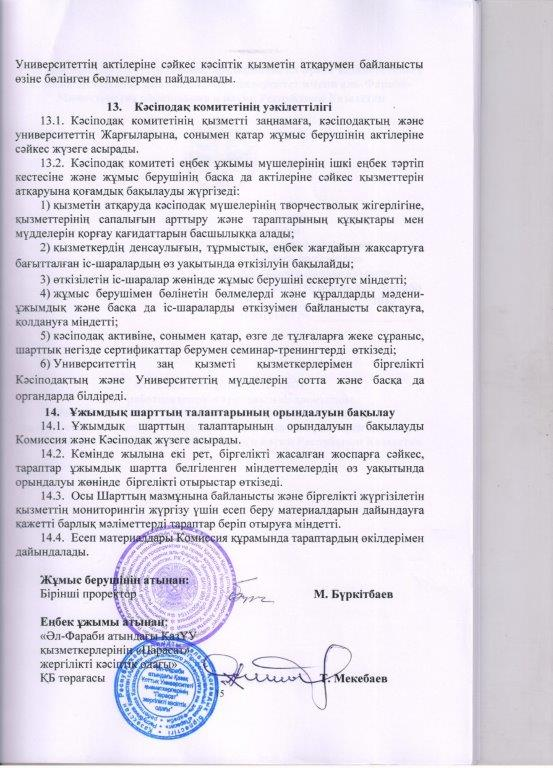 Университеттің актілеріне сәйкес кәсіптік қызметін атқарумен байланысты
өзіне бөлінген бөлмелермен пайдаланады.
13. Кәсіподақ комитетінің уәкілеттілігі
13.1. Кәсіподақ комитетінің қызметті заңнамаға, кәсіподақтың және
университеттің Жарғыларына, сонымен қатар жұмыс берушінің актілеріне
сәйкес жүзеге асырады.
13.2. Кәсіподақ комитеті еңбек ұжымы мүшелерінің ішкі еңбек тәртіп
кестесіне және жұмыс берушінің басқа да актілеріне сәйкес қызметтерін
атқаруына қоғамдық бақылауды жүргізеді:
1) қызметін атқаруда кәсіподақ мүшелерінің творчестволық жігерлігіне,
қызметтерінің сапалығын арттыру және тараптарының құқықтары мен
мүдделерін қорғау қағидаттарын басшылыққа алады;
2) қызметкердің денсаулығын, тұрмыстық, еңбек жағдайын жақсартуға
бағытталған іс-шаралардың өз уақытында өткізілуін бақылайды;
3) өткізілетін іс-шаралар жөнінде жұмыс берушіні ескертуге міндетті;
4) жұмыс берушімен бөлінетін бөлмелерді және құралдарды мәдени-
ұжымдық және басқа да іс-шараларды өткізуімен байланысты сақтауға,
қолдануға міндетті;
5) кәсіподақ активіне, сонымен қатар, өзге де тұлғаларға жеке сұраныс,
шарттық негізде сертификаттар берумен семинар-тренингтерді өткізеді;
6) Университеттің заң қызметі қызметкерлерімен біргелікті
Кәсіподақтың және Университеттің мүдделерін сотта және басқа да
органдарда білдіреді.
14. Ұжымдық шарттың талаптарының орындалуын бақылау
14.1. Ұжымдық шарттың талаптарының орындалуын бақылауды
Комиссия және Кәсіподақ жүзеге асырады.
14.2. Кемінде жылына екі рет, біргелікті жасалған жоспарға сәйкес,
тараптар ұжымдық шартта белгіленген міндеттемелердің өз уақытында
орындалуы жөнінде біргелікті отырыстар өткізеді.
14.3. Осы Шарттың мазмұнына байланысты және біргелікті жүргізілетін
қызметтің мониторингін жүргізу үшін есеп беру материалдарын дайындауға
қажетті барлық мәліметтерді тараптар беріп отыруға міндетті.
14.4. Есеп материалдары Комиссия құрамында тараптардың өкілдерімен
дайындалады.
Жұмыс берушінің атынан:
Бірінші проректор М. Бүркітбаев
Еңбек ұжымы атынан:
«Әл-Фараби атындағы ҚазҰУ
қызметкерлерінің «Парасат»
жергілікті кәсіптік одағы»
ҚБ төрағасы Т. Мекебаев